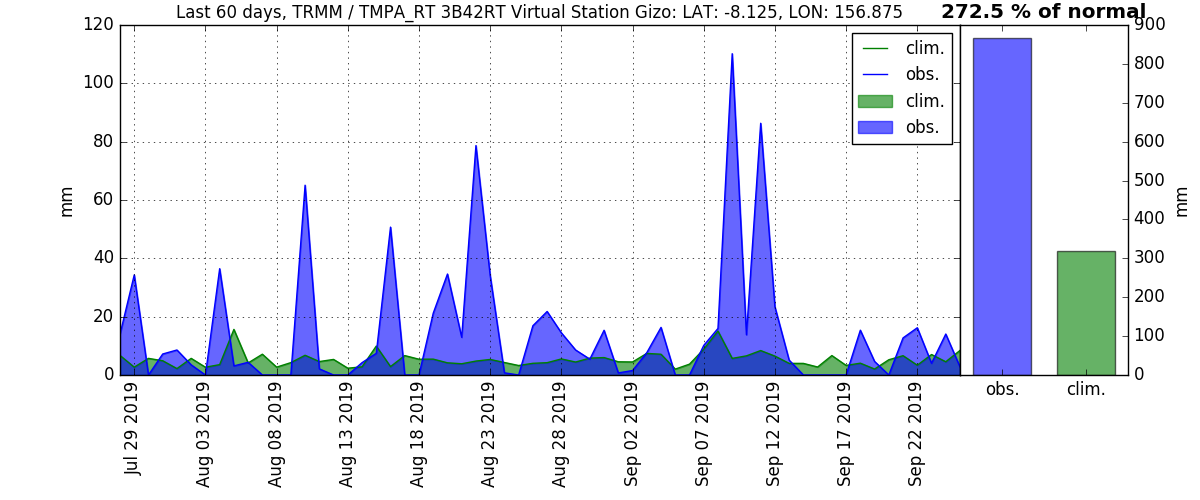 Last 60 days, TRMM / TMPA_RT 3B42RT Virtual Station Gizo: LAT: -8.125, LON: 156.875
272.5 % of normal
120
100
80
60
40
20
0
mm
clim.
obs.
clim.
obs.
900
800
700
600
500
400
300
200
100
0
mm
Jul 29 2019
Aug 03 2019
Aug 08 2019
Aug 13 2019
Aug 18 2019
Aug 23 2019
Aug 28 2019
Sep 02 2019
Sep 07 2019
Sep 12 2019
Sep 17 2019
Sep 22 2019
obs.
clim.